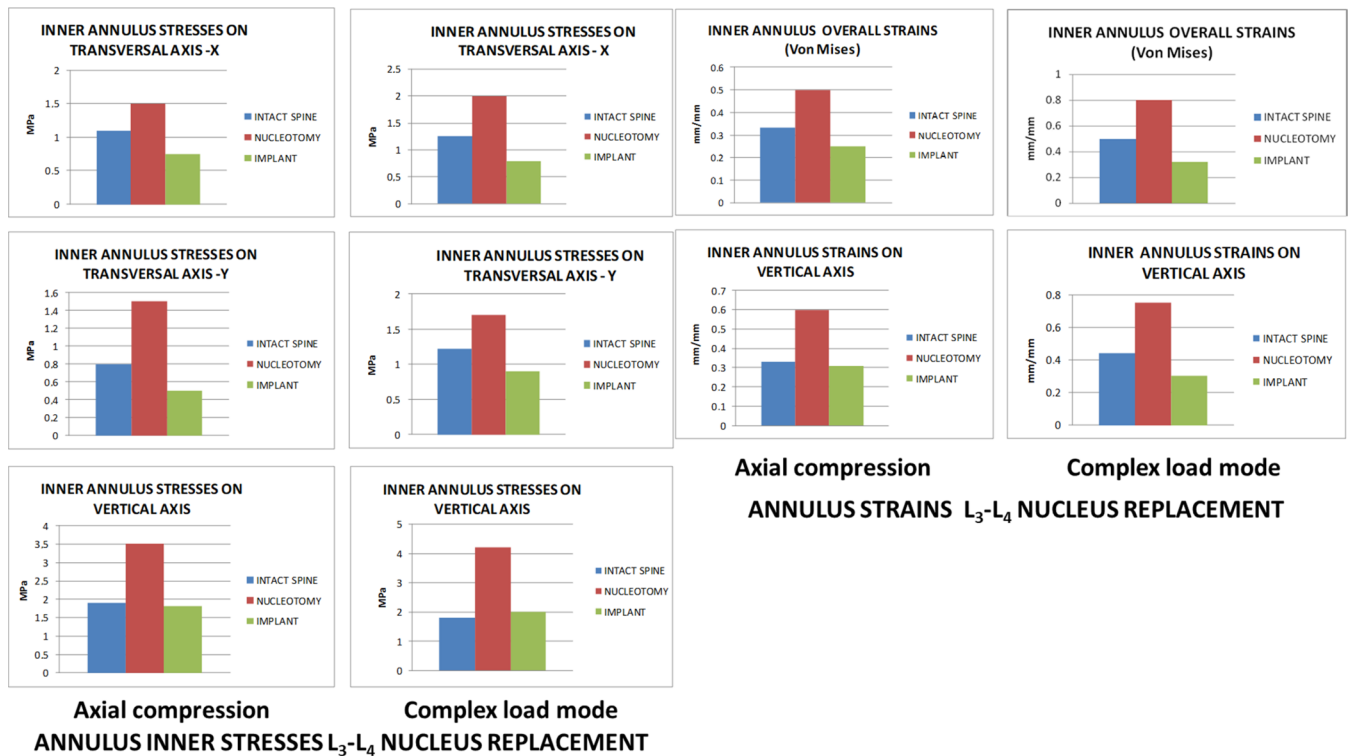 INNER ANNULUS STRESSES ON
TRANSVERSAL AXIS -X
2
1.5
1
0.5
0
MPa
INTACT SPINE
NUCLEOTOMY
IMPLANT
INNER ANNULUS STRESSES ON
TRANSVERSAL AXIS - X
2.5
2
1.5
1
0.5
0
MPa
INTACT SPINE
NUCLEOTOMY
IMPLANT
INNER ANNULUS OVERALL STRAINS
(Von Mises)
0.6
0.5
0.4
0.3
0.2
0.1
0
mm/mm
INTACT SPINE
NUCLEOTOMY
IMPLANT
INNER ANNULUS OVERALL STRAINS
(Von Mises)
1
0.8
0.6
0.4
0.2
0
mm/mm
INTACT SPINE
NUCLEOTOMY
IMPLANT
INNER ANNULUS STRESSES ON
TRANSVERSAL AXIS -Y
1.6
1.4
1.2
1
0.8
0.6
0.4
0.2
0
MPa
INTACT SPINE
NUCLEOTOMY
IMPLANT
INNER ANNULUS STRESSES ON
TRANSVERSAL AXIS - Y
2
1.5
1
0.5
0
MPa
INTACT SPINE
NUCLEOTOMY
IMPLANT
INNER ANNULUS STRAINS ON
VERTICAL AXIS
0.7
0.6
0.5
0.4
0.3
0.2
0.1
0
mm/mm
INTACT SPINE
NUCLEOTOMY
IMPLANT
INNER ANNULUS STRAINS ON
VERTICAL AXIS
0.8
0.6
0.4
0.2
0
mm/mm
INTACT SPINE
NUCLEOTOMY
IMPLANT
Axial compression
Complex load mode
ANNULUS STRAINS L3-L4 NUCLEUS REPLACEMENT
INNER ANNULUS STRESSES ON
VERTICAL AXIS
4
3.5
3
2.5
2
1.5
1
0.5
0
MPa
INTACT SPINE
NUCLEOTOMY
IMPLANT
INNER ANNULUS STRESSES ON
VERTICAL AXIS
5
4
3
2
1
0
MPa
INTACT SPINE
NUCLEOTOMY
IMPLANT
Axial compression
Complex load mode
ANNULUS INNER STRESSES L3-L4 NUCLEUS REPLACEMENT